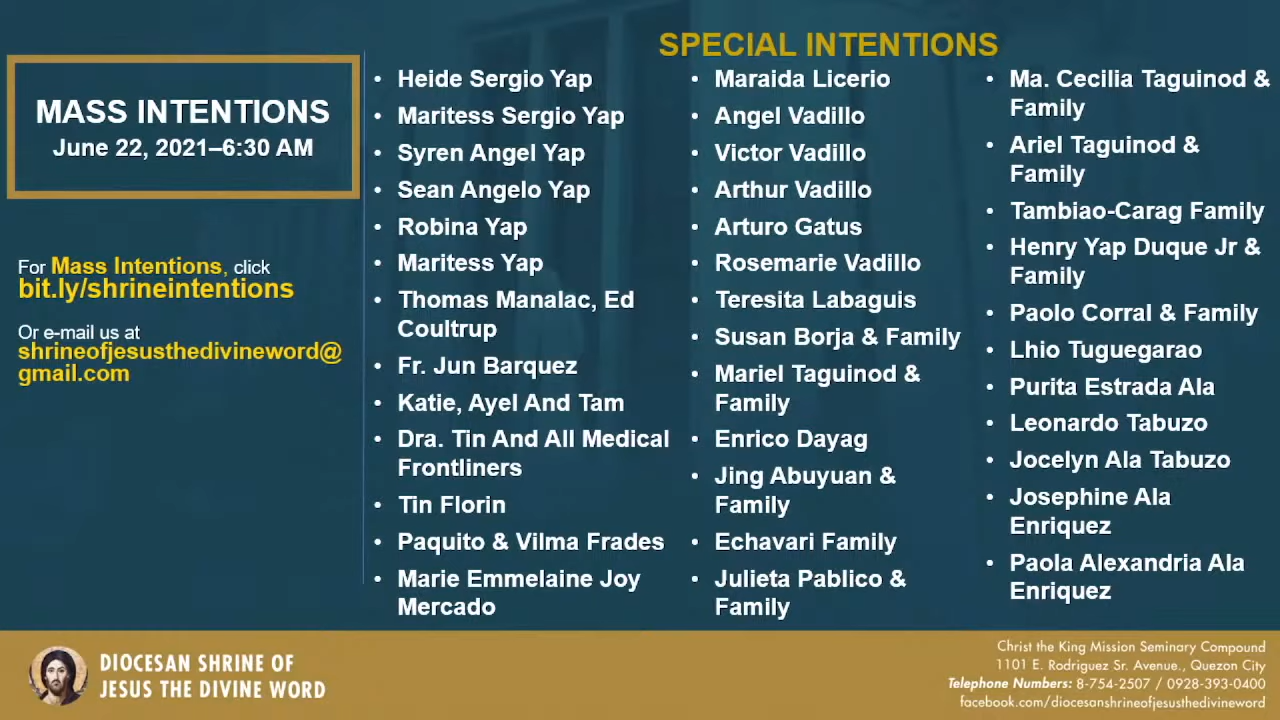 MASS INTENTIONS
June 22, 2021–6:30 AM
For Mass Intentions, click
bit.ly/shrineintentions
Or e-mail us at
shrineofjesusthedivineword@
gmail.com
SPECIAL INTENTIONS
• Heide Sergio Yap
• Maritess Sergio Yap
• Syren Angel Yap
• Sean Angelo Yap
• Robina Yap
• Maritess Yap
• Thomas Manalac, Ed
Coultrup
• Fr. Jun Barquez
• Katie, Ayel And Tam
• Dra. Tin And All Medical
Frontliners
• Tin Florin
• Paquito & Vilma Frades
• Marie Emmelaine Joy
Mercado
• Maraida Licerio
• Angel Vadillo
• Victor Vadillo
• Arthur Vadillo
• Arturo Gatus
• Rosemarie Vadillo
• Teresita Labaguis
• Susan Borja & Family
• Mariel Taguinod &
Family
• Enrico Dayag
• Jing Abuyuan &
Family
• Echavari Family
• Julieta Pablico &
Family
• Ma. Cecilia Taguinod &
Family
• Ariel Taguinod &
Family
• Tambiao-Carag Family
• Henry Yap Duque Jr &
Family
• Paolo Corral & Family
• Lhio Tuguegarao
• Purita Estrada Ala
• Leonardo Tabuzo
• Jocelyn Ala Tabuzo
• Josephine Ala
Enriquez
• Paola Alexandria Ala
Enriquez
DIOCESAN SHRINE OF
JESUS THE DIVINE WORD
Christ the King Mission Seminary Compound
1101 E. Rodriguez Sr. Avenue., Quezon City
Telephone Numbers: 8-754-2507 / 0928-393-0400
facebook.com/diocesanshrineofjesusthedivineword